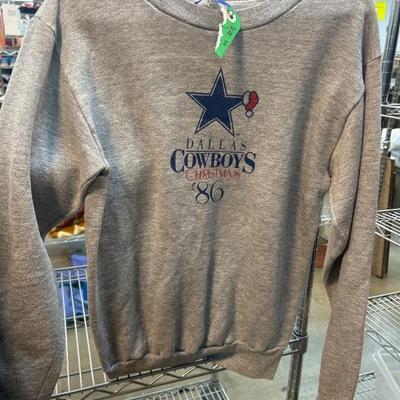 DALLAS
COWBOYS
CHRISTMAS
'86